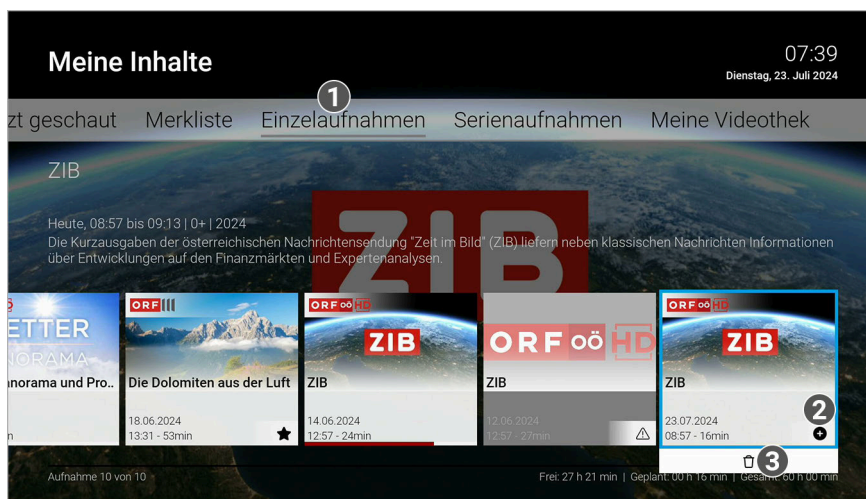 Meine Inhalte
07:39
Dienstag, 23. Juli 2024
1
zt geschaut Merkliste Einzelaufnahmen Serienaufnahmen Meine Videothek
ZIB
ZIB
Heute, 08:57 bis 09:13 | 0+ | 2024
Die Kurzausgaben der österreichischen Nachrichtensendung "Zeit im Bild" (ZIB) liefern neben klassischen Nachrichten Informationen
über Entwicklungen auf den Finanzmärkten und Expertenanalysen.
ETTER
NORAMA
anorama und Pro..
n
ORF III
Die Dolomiten aus der Luft
18.06.2024
13:31 - 53min
ORF oö HD
ZIB
ZIB
14.06.2024
12:57 - 24min
ORF oö HD
ZIB
12.06.2024
12:57 - 27min
ORF oö HD
ZIB
ZIB
23.07.2024
08:57 - 16min
2
3
Aufnahme 10 von 10
Frei: 27 h 21 min | Geplant: 00 h 16 min | Gesamt: 60 h 00 min